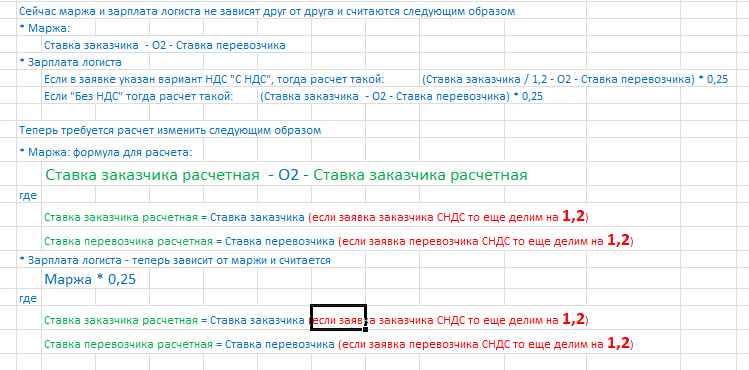 Сейчас маржа и зарплата логиста не зависят друг от друга и считаются следующим образом
* Маржа:
Ставка заказчика - О2 - Ставка перевозчика
* Зарплата логиста
Если в заявке указан вариант НДС "С НДС", тогда расчет такой: (Ставка заказчика / 1,2 - О2 - Ставка перевозчика) * 0,25
Если "Без НДС" тогда расчет такой: (Ставка заказчика - О2 - Ставка перевозчика) * 0,25
Теперь требуется расчет изменить следующим образом
* Маржа: формула для расчета:
Ставка заказчика расчетная - О2 - Ставка заказчика расчетная
где
Ставка заказчика расчетная = Ставка заказчика (если заявка заказчика СНДС то еще делим на 1,2)
Ставка перевозчика расчетная = Ставка перевозчика (если заявка перевозчика СНДС то еще делим на 1,2)
* Зарплата логиста - теперь зависит от маржи и считается
Маржа * 0,25
где
Ставка заказчика расчетная = Ставка заказчика (если заявка заказчика СНДС то еще делим на 1,2)
Ставка перевозчика расчетная = Ставка перевозчика (если заявка перевозчика СНДС то еще делим на 1,2)